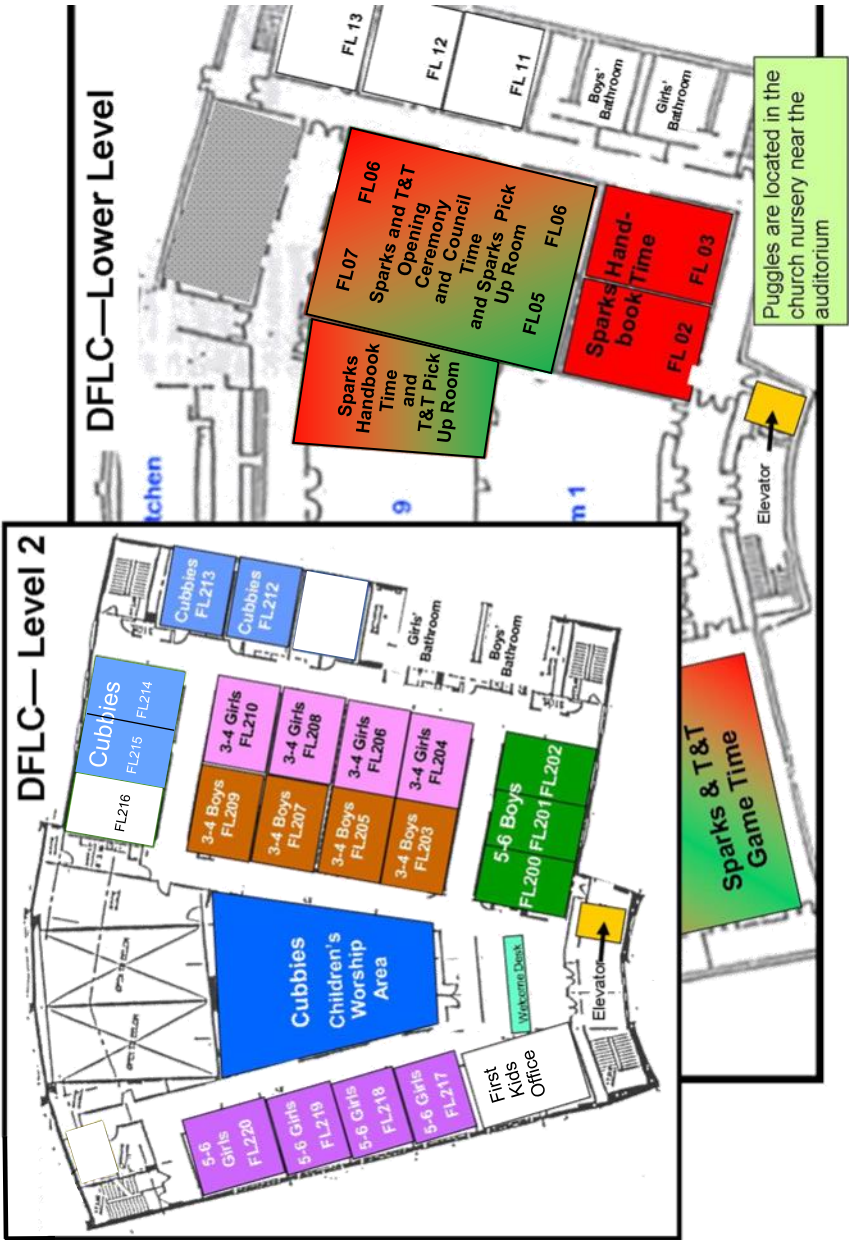 DFLC—Lower Level
FL 13
FL 12
FL 11
Boys'
Bathroom
Girls'
Bathroom
Puggles are located in the
church nursery near the
auditorium
FL07
FL06
Sparks and T&T
Opening
Ceremony
and Council
Time
and Sparks Pick
Up Room
FL05
FL06
Sparks
Handbook
Time
and
T&T Pick
Up Room
Sparks Hand-
book Time
FL 02
FL 03
Elevator
tchen
9
m 1
Sparks & T&T
Game Time
DFLC— Level 2
Cubbies
FL213
Cubbies
FL212
Girls'
Bathroom
Boys'
Bathroom
Cubbies
FL215
FL214
FL216
3-4 Girls
FL210
3-4 Girls
FL208
3-4 Girls
FL206
3-4 Girls
FL204
3-4 Boys
FL209
3-4 Boys
FL207
3-4 Boys
FL205
3-4 Boys
FL203
5-6 Boys
FL200 FL201 FL202
Cubbies
Children's
Worship
Area
Welcome Desk
Elevator
5-6
Girls
FL220
5-6 Girls
FL219
5-6 Girls
FL218
5-6 Girls
FL217
First
Kids
Office